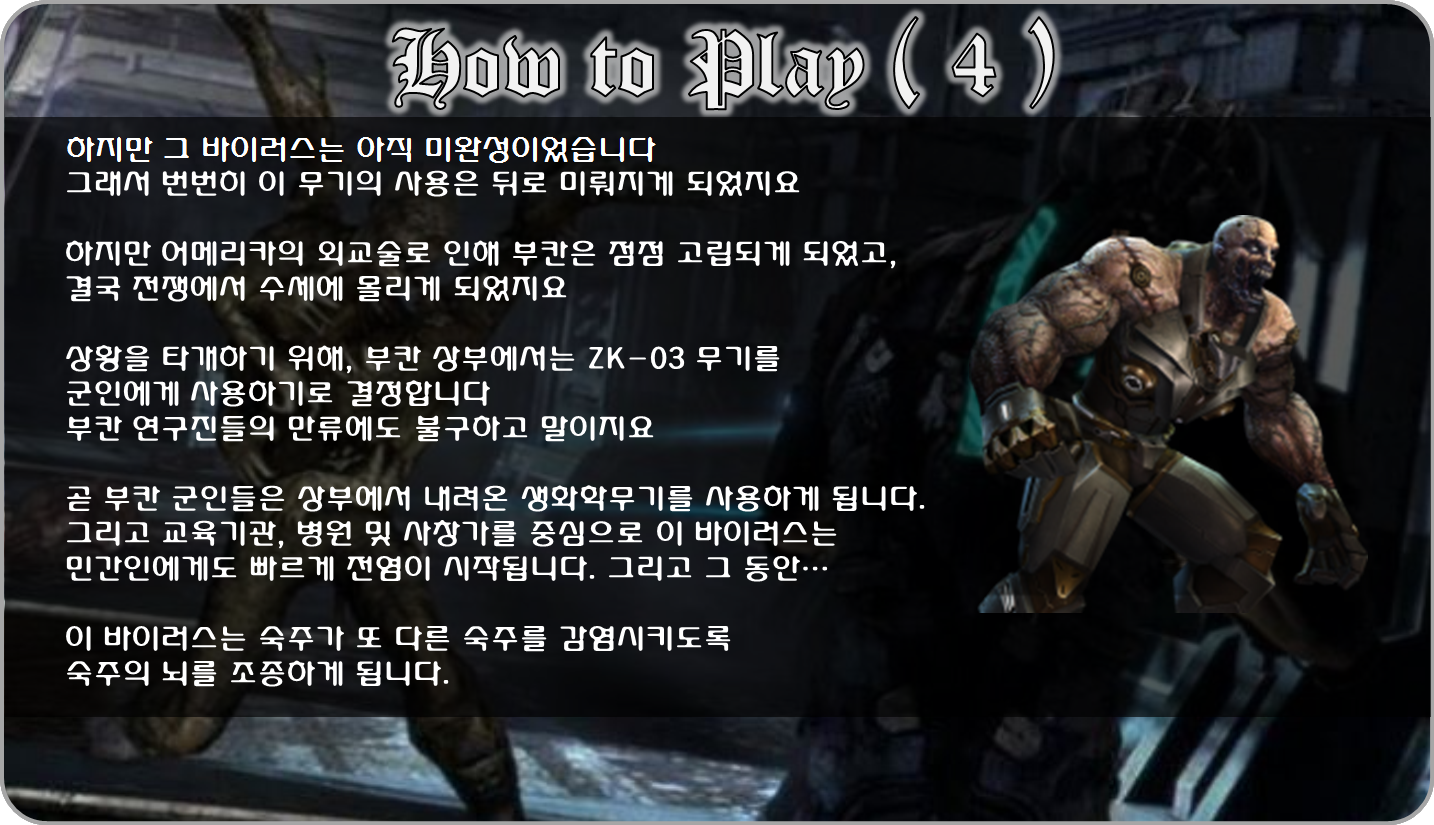 How to Play ( 4 )
하지만 그 바이러스는 아직 미완성이었습니다
그래서 번번히 이 무기의 사용은 뒤로 미뤄지게 되었지요
하지만 어메리카의 외교술로 인해 부칸은 점점 고립되게 되었고,
결국 전쟁에서 수세에 몰리게 되었지요
상황을 타개하기 위해, 부칸 상부에서는 ZK-03 무기를
군인에게 사용하기로 결정합니다
부칸 연구진들의 만류에도 불구하고 말이지요
곧 부칸 군인들은 상부에서 내려온 생화학무기를 사용하게 됩니다.
그리고 교육기관, 병원 및 사창가를 중심으로 이 바이러스는
민간인에게도 빠르게 전염이 시작됩니다. 그리고 그 동안…
이 바이러스는 숙주가 또 다른 숙주를 감염시키도록
숙주의 뇌를 조종하게 됩니다.